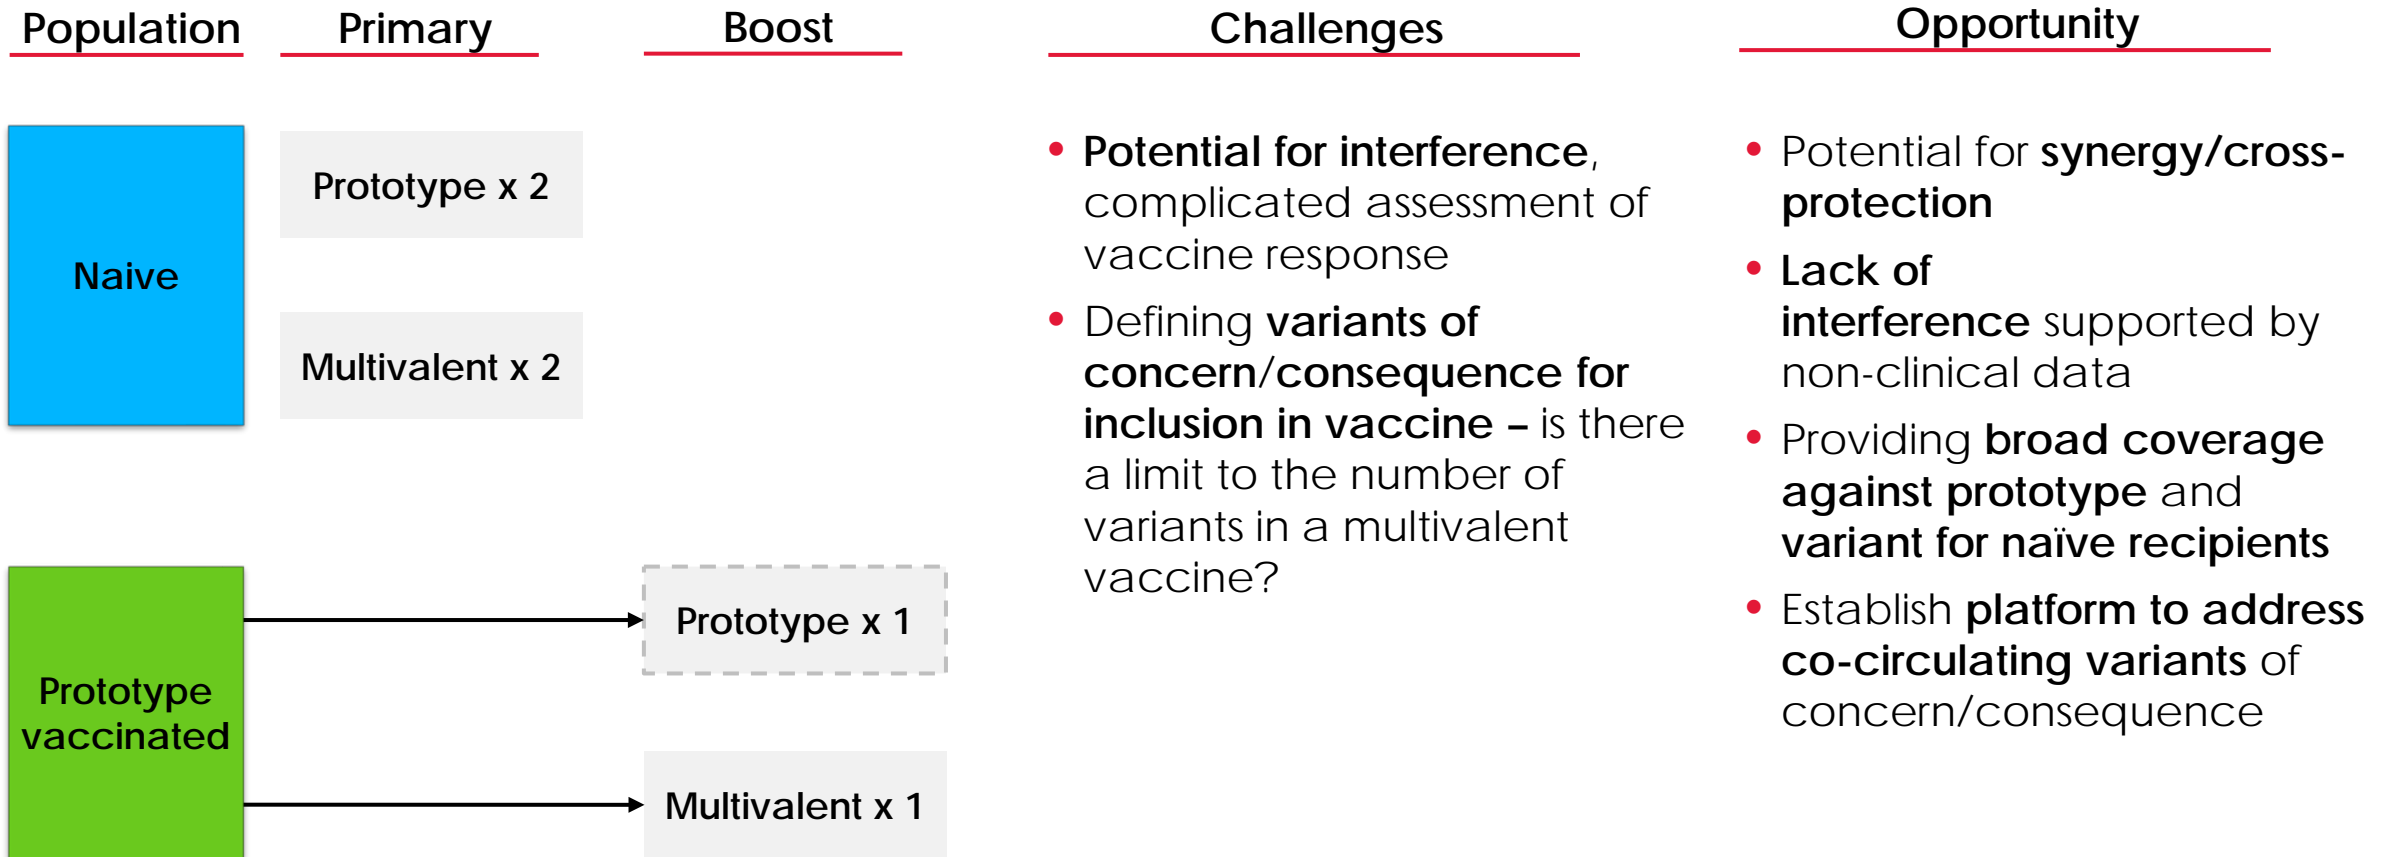 Population
Primary
Boost
Challenges
Opportunity
Naive
Prototype x 2
Multivalent x 2
Prototype
vaccinated
Prototype x 1
Multivalent x 1
• Potential for interference,
complicated assessment of
vaccine response
• Defining variants of
concern/consequence for
inclusion in vaccine – is there
a limit to the number of
variants in a multivalent
vaccine?
• Potential for synergy/cross-
protection
• Lack of
interference supported by
non-clinical data
• Providing broad coverage
against prototype and
variant for naïve recipients
• Establish platform to address
co-circulating variants of
concern/consequence